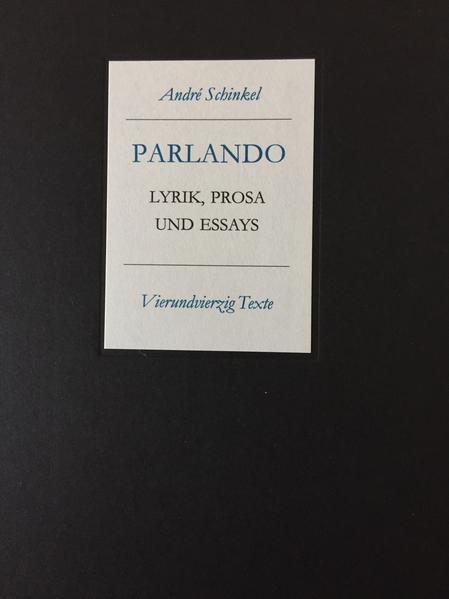 André Schinkel
PARLANDO
LYRIK, PROSA
UND ESSAYS
Vierundvierzig Texte